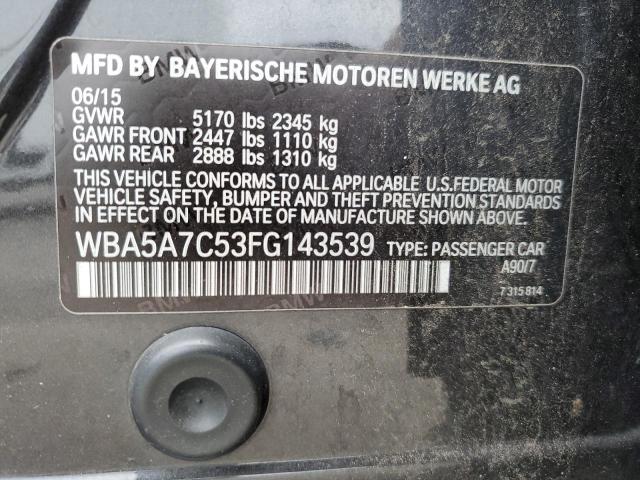 MFD BY BAYERISCHE MOTOREN WERKE AG
06/15
GVWR 5170 lbs 2345 kg
GAWR FRONT 2447 lbs 1110 kg
GAWR REAR 2888 lbs 1310 kg
THIS VEHICLE CONFORMS TO ALL APPLICABLE U.S.FEDERAL MOTOR
VEHICLE SAFETY, BUMPER AND THEFT PREVENTION STANDARDS
IN EFFECT ON THE DATE OF MANUFACTURE SHOWN ABOVE.
WBA5A7C53FG143539 TYPE: PASSENGER CAR
A90/7
7315814